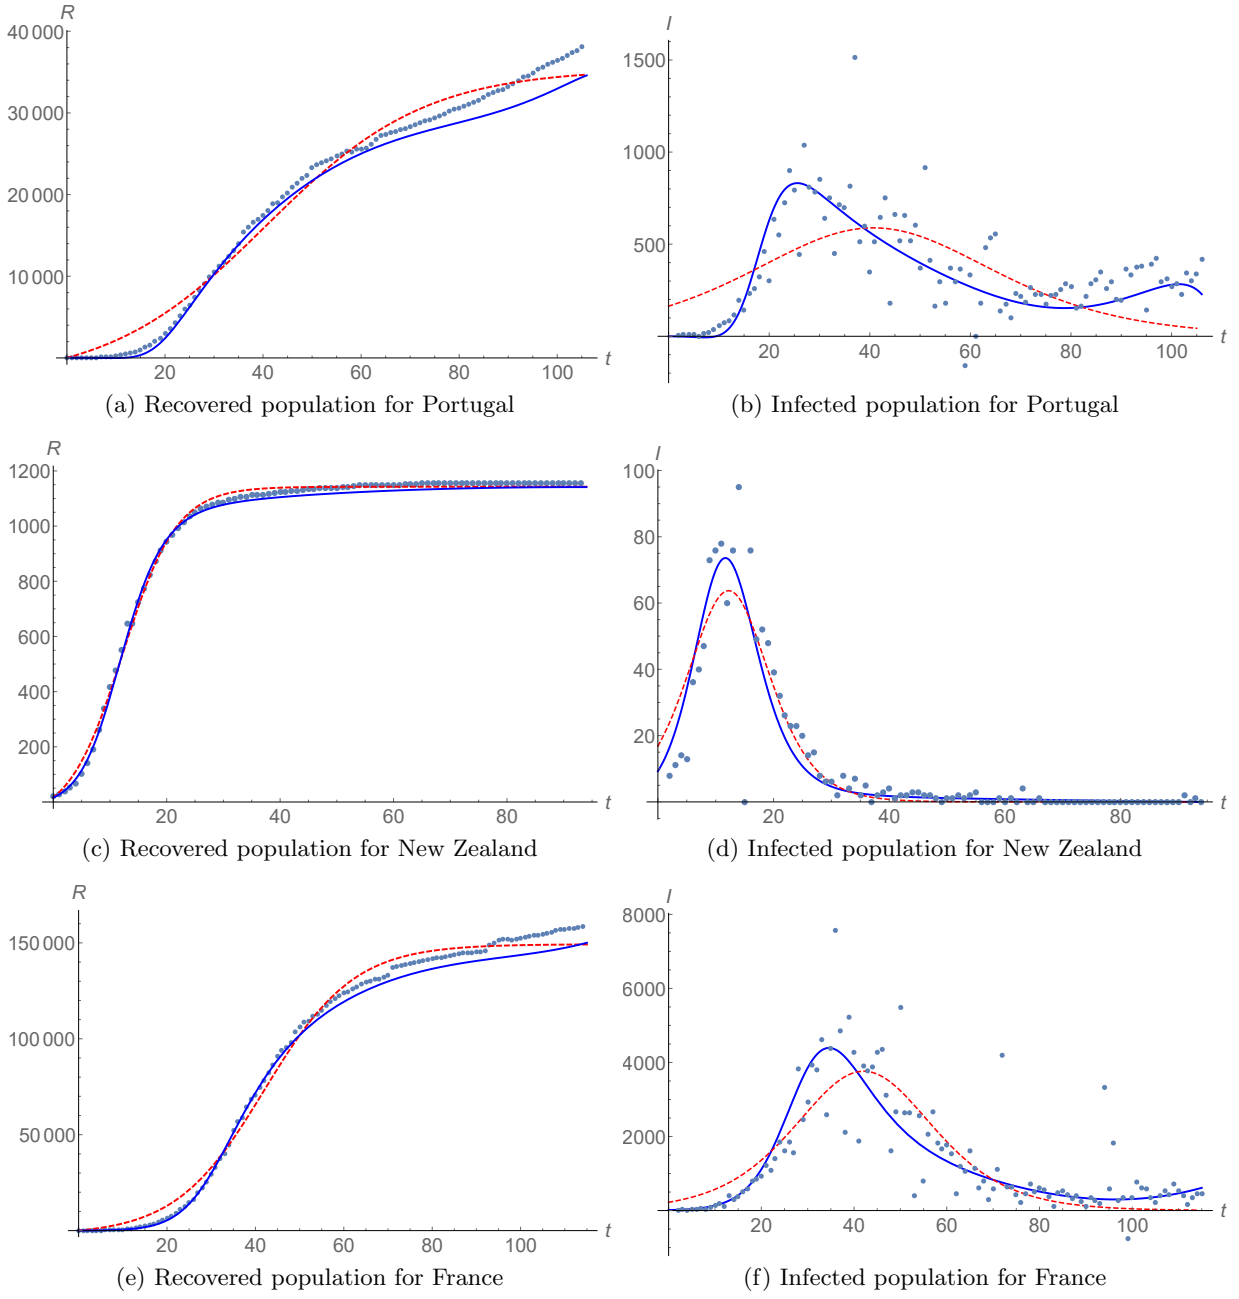 R
40 000
30 000
20 000
10 000
20 40 60 80 100 t
(a) Recovered population for Portugal
I
1500
1000
500
20 40 60 80 100 t
(b) Infected population for Portugal
R
1200
1000
800
600
400
200
20 40 60 80 t
(c) Recovered population for New Zealand
I
100
80
60
40
20
20 40 60 80 t
(d) Infected population for New Zealand
R
150 000
100 000
50 000
20 40 60 80 100 t
(e) Recovered population for France
I
8000
6000
4000
2000
20 40 60 80 100 t
(f) Infected population for France